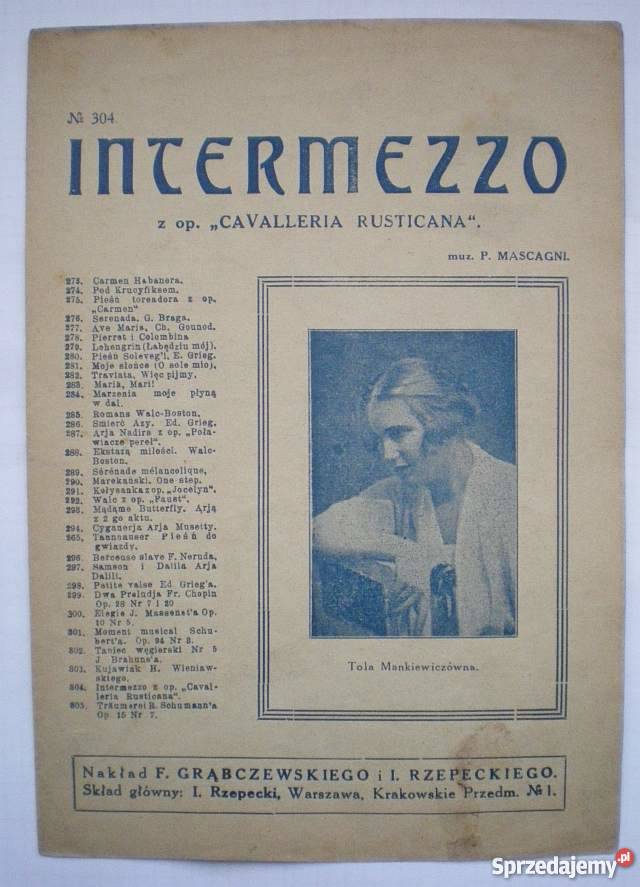 № 304
INTERMEZZO
z op. „CAVALLERIA RUSTICANA".
muz. P. MASCAGNI.
273. Carmen Habanera.
274. Pod Krucyfiksem.
275. Pieśń toreadora z op.
„Carmen"
276. Serenada. G. Braga.
277. Ave Maria, Ch. Gounod.
278. Pierrot i Colombina
279. Lohengrin (Łabędziu mój).
280. Pieśń Solveg'i, E. Grieg.
281. Moje słońce (O sole mio).
282. Traviata, Więc pijmy.
283. Maria, Mari!
284. Marzenia moje płyną
w dal.
285. Romans Walc-Boston.
286. Śmierć Azy. Ed. Grieg.
287. Arja Nadira z op. „Poła-
wiacze pereł".
288. Ekstaza miłości. Walc-
Boston.
289. Sérénade mélancolique.
290. Marokański. One step.
291. Kołysanka z op. „Jocelyn".
292. Walc z op. „Faust".
293. Madame Butterfly. Arja
z 2 go aktu.
294. Cyganerja Arja Musetty.
265. Tannhauser Pieśń do
gwiazdy.
296. Berceuse slave F. Neruda.
297. Samson i Dalila Arja
Dalili.
298. Petite valse Ed. Grieg'a.
299. Dwa Preludja Fr. Chopin
Op. 28 Nr 7 i 20
300. Elegie J. Massenet'a Op.
10 Nr 5.
301. Moment musical Schu-
bert'a. Op. 94 Nr 3.
302. Taniec węgierski Nr 5
J. Brahms'a.
303. Kujawiak H. Wieniaw-
skiego.
304. Intermezzo z op. „Caval-
leria Rusticana".
305. Träumerei R. Schumann'a
Op. 15 Nr 7.
Tola Mankiewiczówna.
Nakład F. GRĄBCZEWSKIEGO i I. RZEPECKIEGO.
Skład główny: I. Rzepecki, Warszawa, Krakowskie Przedm. № 1.
Sprzedajemy.pl